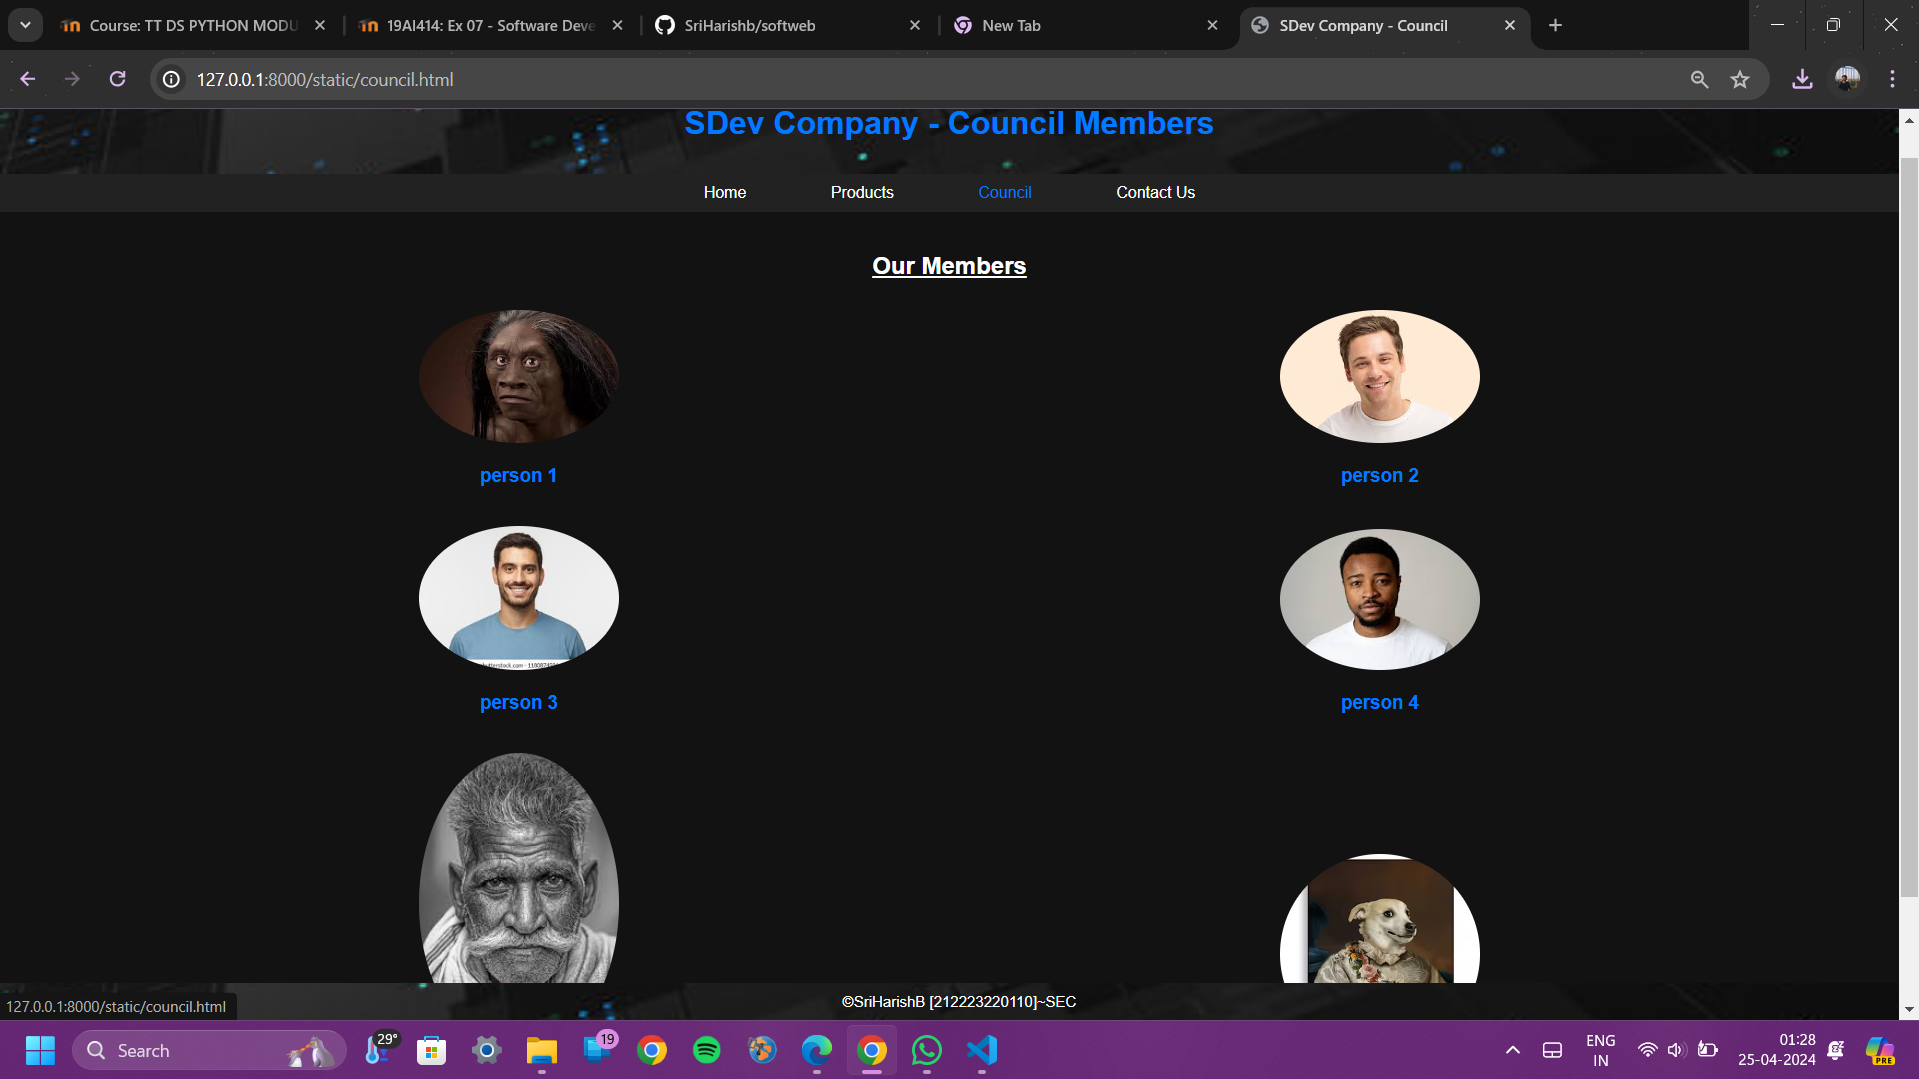 Course: TT DS PYTHON MODU
19AI414: Ex 07 - Software Deve
SriHarishb/softweb
New Tab
SDev Company - Council
127.0.0.1:8000/static/council.html
SDev Company - Council Members
Home Products Council Contact Us
Our Members
person 1 person 2
person 3 person 4
©SriHarishB [212223220110]~SEC
127.0.0.1:8000/static/council.html
Search
29°
19
ENG
IN
01:28
25-04-2024
PRE